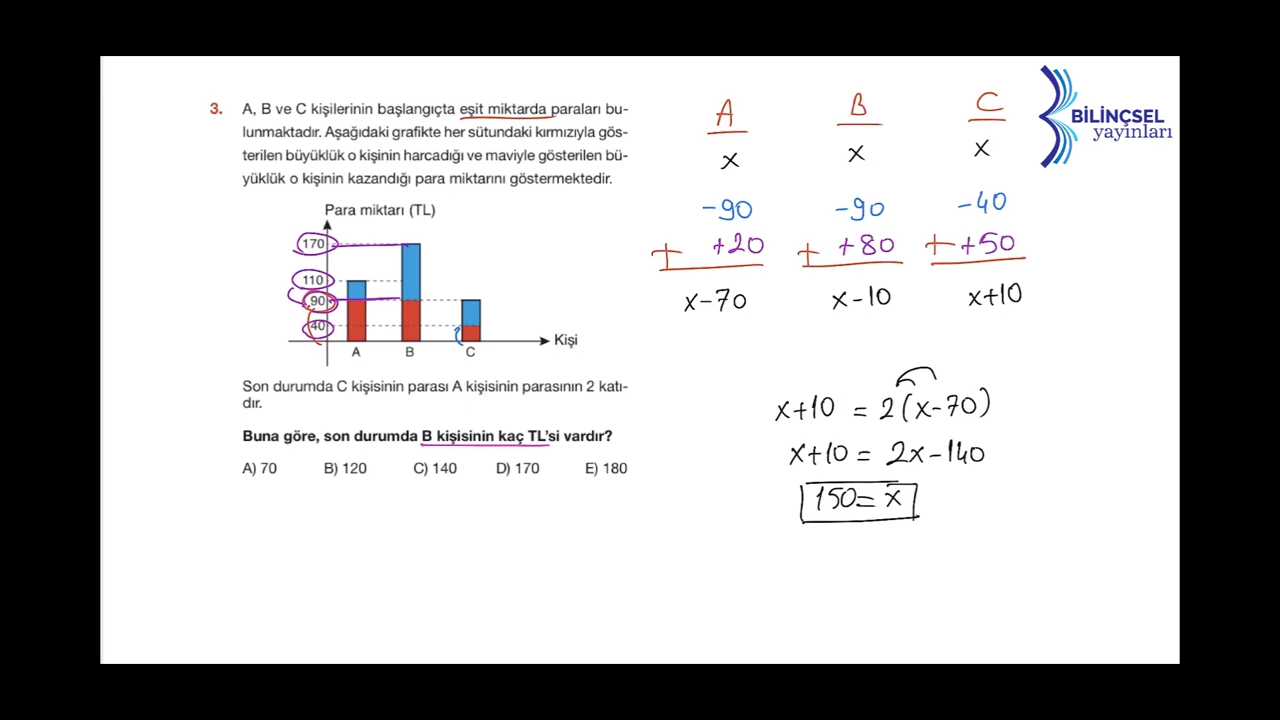 3. A, B ve C kişilerinin başlangıçta eşit miktarda paraları bu-
lunmaktadır. Aşağıdaki grafikte her sütundaki kırmızıyla gös-
terilen büyüklük o kişinin harcadığı ve maviyle gösterilen bü-
yüklük o kişinin kazandığı para miktarını göstermektedir.
Para miktarı (TL)
170
110
90
40
A B C
Kişi
Son durumda C kişisinin parası A kişisinin parasının 2 katı-
dır.
Buna göre, son durumda B kişisinin kaç TL'si vardır?
A) 70 B) 120 C) 140 D) 170 E) 180
A B C
x x x
-90 -90 -40
+ +20 + +80 + +50
x-70 x-10 x+10
x+10 = 2(x-70)
x+10 = 2x-140
150=x
BİLİNÇSEL
yayınları